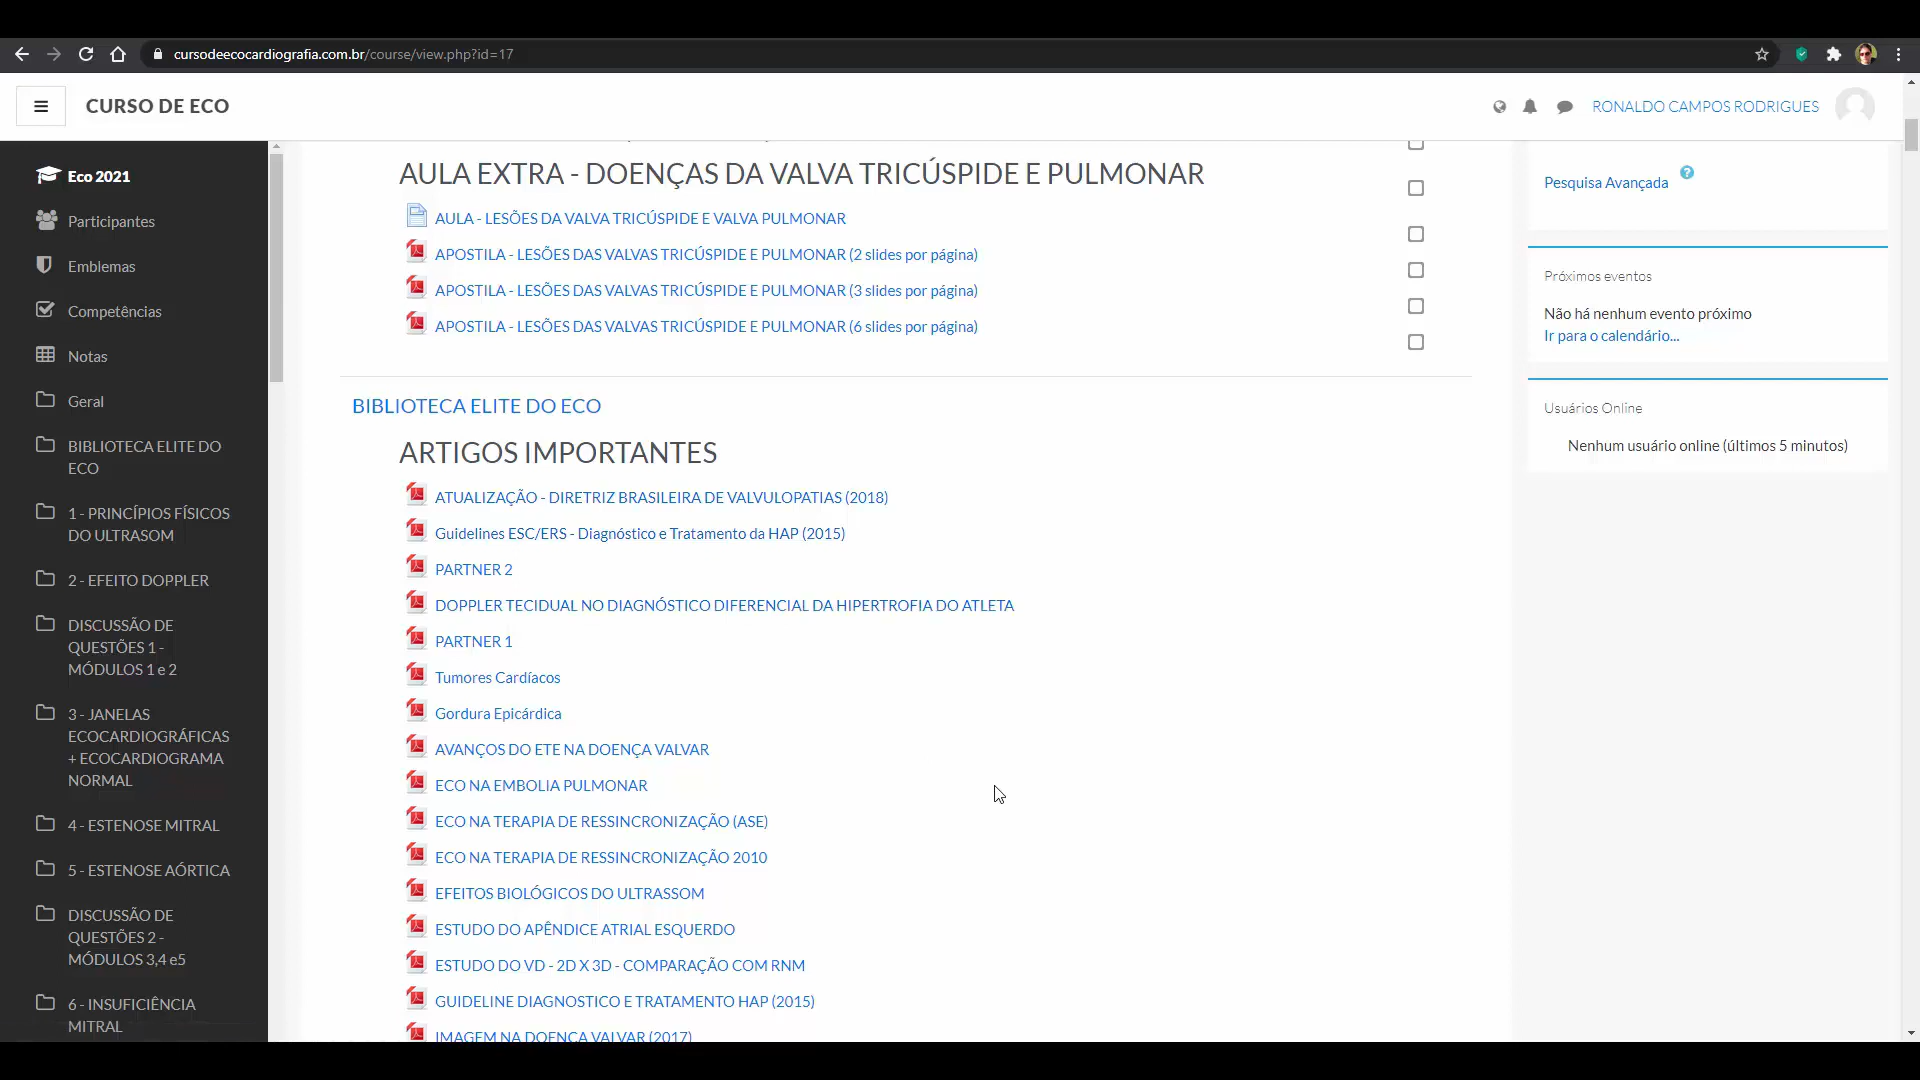 cursodeecocardiografia.com.br/course/view.php?id=17
CURSO DE ECO
RONALDO CAMPOS RODRIGUES
Eco 2021
Participantes
Emblemas
Competências
Notas
Geral
BIBLIOTECA ELITE DO
ECO
1 - PRINCÍPIOS FÍSICOS
DO ULTRASOM
2 - EFEITO DOPPLER
DISCUSSÃO DE
QUESTÕES 1 -
MÓDULOS 1 e 2
3 - JANELAS
ECOCARDIOGRÁFICAS
+ ECOCARDIOGRAMA
NORMAL
4 - ESTENOSE MITRAL
5 - ESTENOSE AÓRTICA
DISCUSSÃO DE
QUESTÕES 2 -
MÓDULOS 3,4 e5
6 - INSUFICIÊNCIA
MITRAL
AULA EXTRA - DOENÇAS DA VALVA TRICÚSPIDE E PULMONAR
AULA - LESÕES DA VALVA TRICÚSPIDE E VALVA PULMONAR
APOSTILA - LESÕES DAS VALVAS TRICÚSPIDE E PULMONAR (2 slides por página)
APOSTILA - LESÕES DAS VALVAS TRICÚSPIDE E PULMONAR (3 slides por página)
APOSTILA - LESÕES DAS VALVAS TRICÚSPIDE E PULMONAR (6 slides por página)
BIBLIOTECA ELITE DO ECO
ARTIGOS IMPORTANTES
ATUALIZAÇÃO - DIRETRIZ BRASILEIRA DE VALVULOPATIAS (2018)
Guidelines ESC/ERS - Diagnóstico e Tratamento da HAP (2015)
PARTNER 2
DOPPLER TECIDUAL NO DIAGNÓSTICO DIFERENCIAL DA HIPERTROFIA DO ATLETA
PARTNER 1
Tumores Cardíacos
Gordura Epicárdica
AVANÇOS DO ETE NA DOENÇA VALVAR
ECO NA EMBOLIA PULMONAR
ECO NA TERAPIA DE RESSINCRONIZAÇÃO (ASE)
ECO NA TERAPIA DE RESSINCRONIZAÇÃO 2010
EFEITOS BIOLÓGICOS DO ULTRASSOM
ESTUDO DO APÊNDICE ATRIAL ESQUERDO
ESTUDO DO VD - 2D X 3D - COMPARAÇÃO COM RNM
GUIDELINE DIAGNOSTICO E TRATAMENTO HAP (2015)
IMAGEM NA DOENÇA VALVAR (2017)
Pesquisa Avançada
Próximos eventos
Não há nenhum evento próximo
Ir para o calendário...
Usuários Online
Nenhum usuário online (últimos 5 minutos)